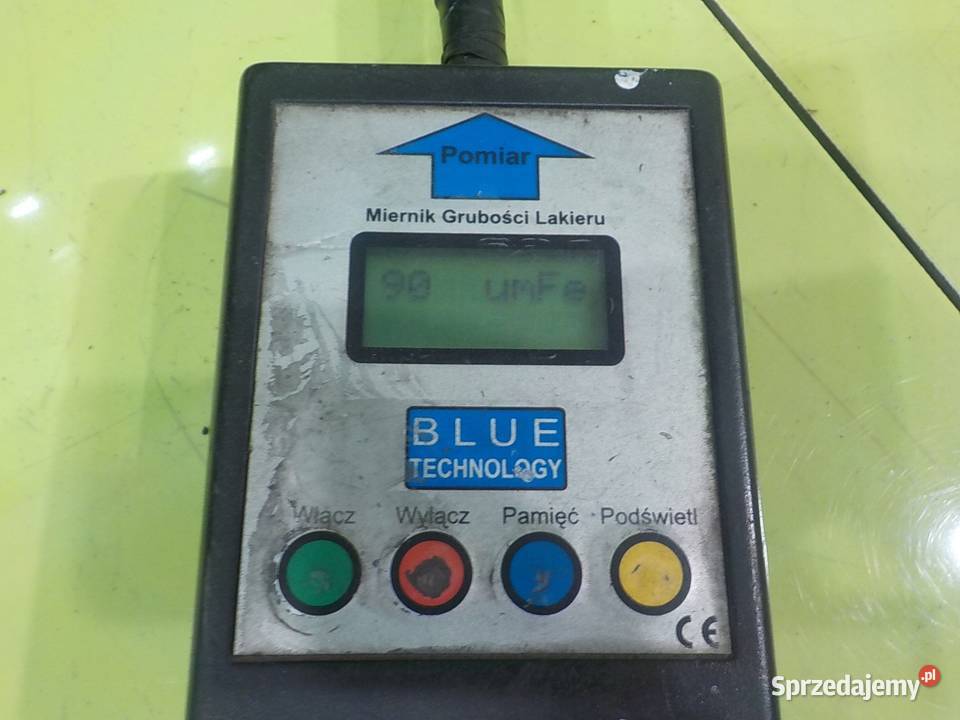 Pomiar
Miernik Grubości Lakieru
90 umFe
BLUE
TECHNOLOGY
Włącz Wyłącz Pamięć Podświetl
CE
Sprzedajemy.pl